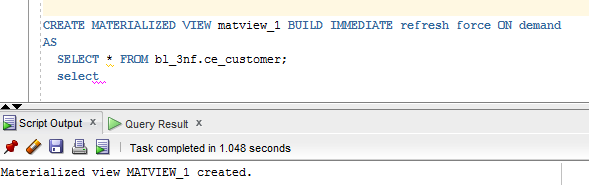 CREATE MATERIALIZED VIEW matview_1 BUILD IMMEDIATE refresh force ON demand
AS
SELECT * FROM bl_3nf.ce_customer;
select
Script Output x Query Result x
Task completed in 1.048 seconds
Materialized view MATVIEW_1 created.